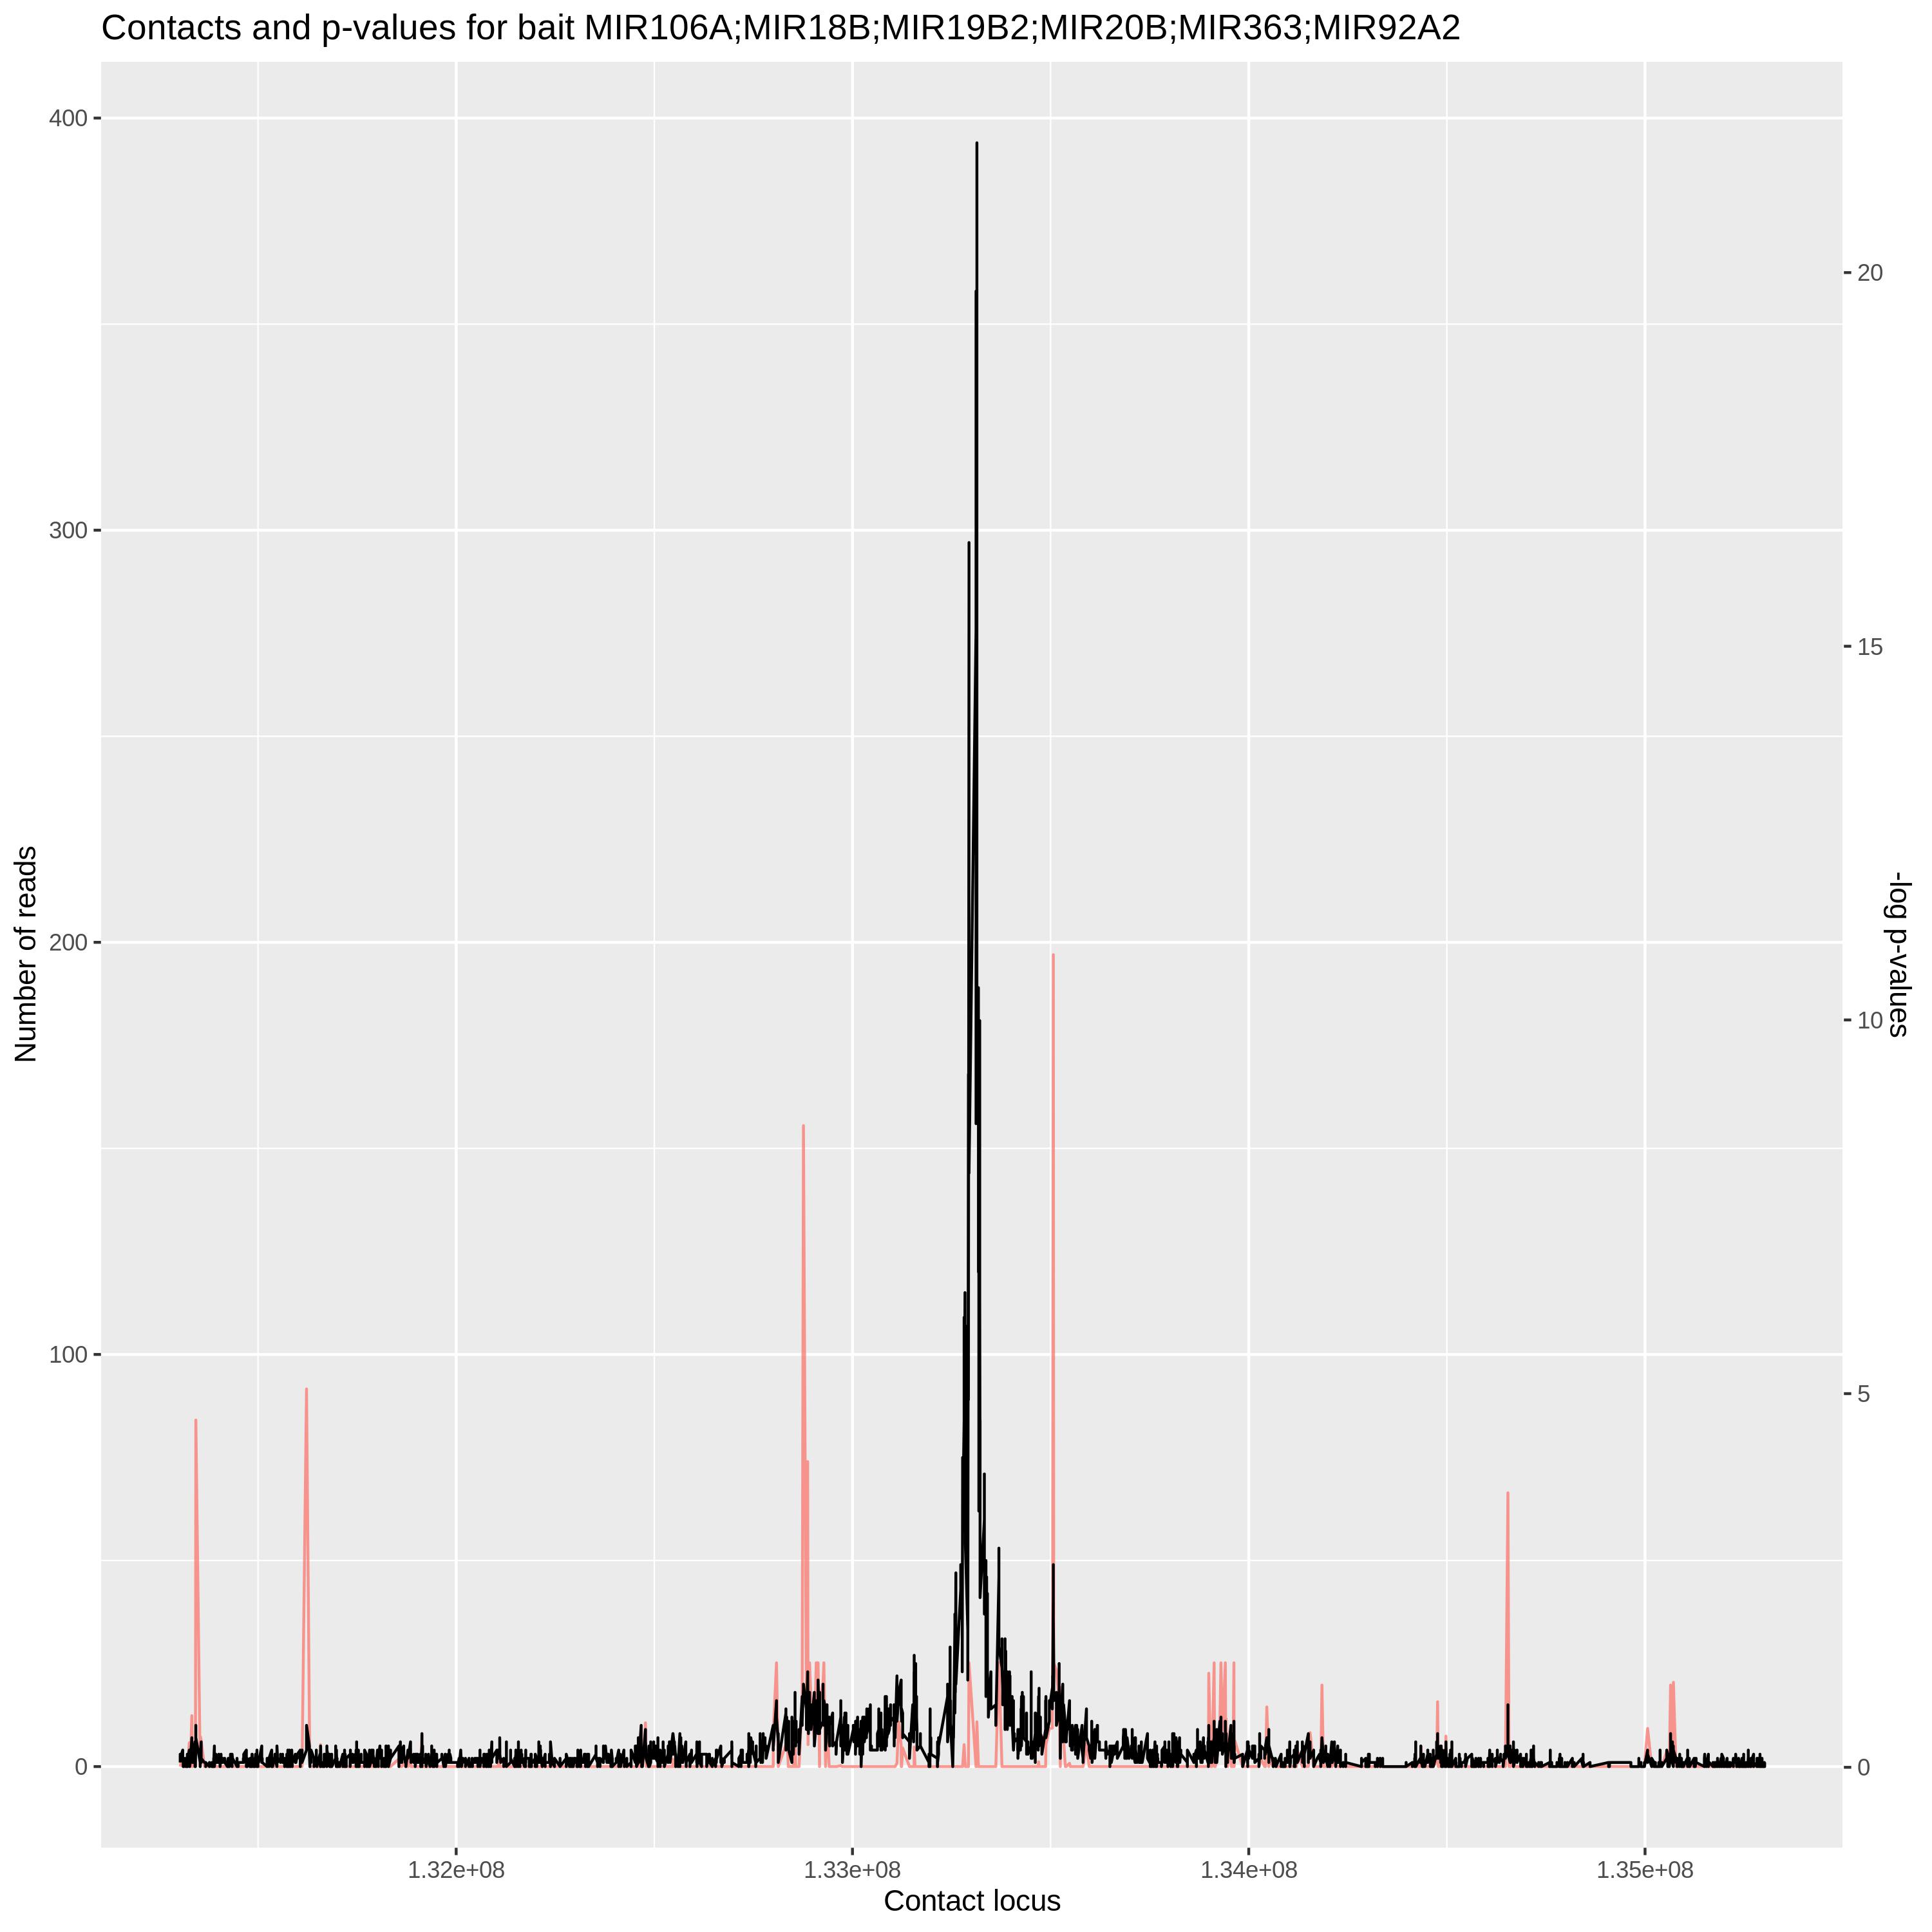 Contacts and p-values for bait MIR106A;MIR18B;MIR19B2;MIR20B;MIR363;MIR92A2
400
300
200
100
0
Number of reads
20
15
10
5
0
-log p-values
1.32e+08
1.33e+08
1.34e+08
1.35e+08
Contact locus